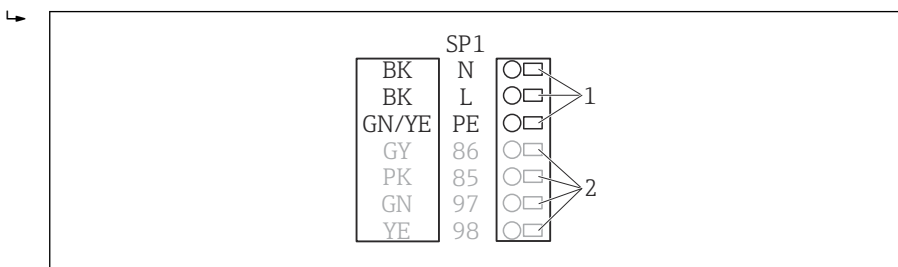 SP1
BK N
BK L 1
GN/YE PE
GY 86
PK 85 2
GN 97
YE 98